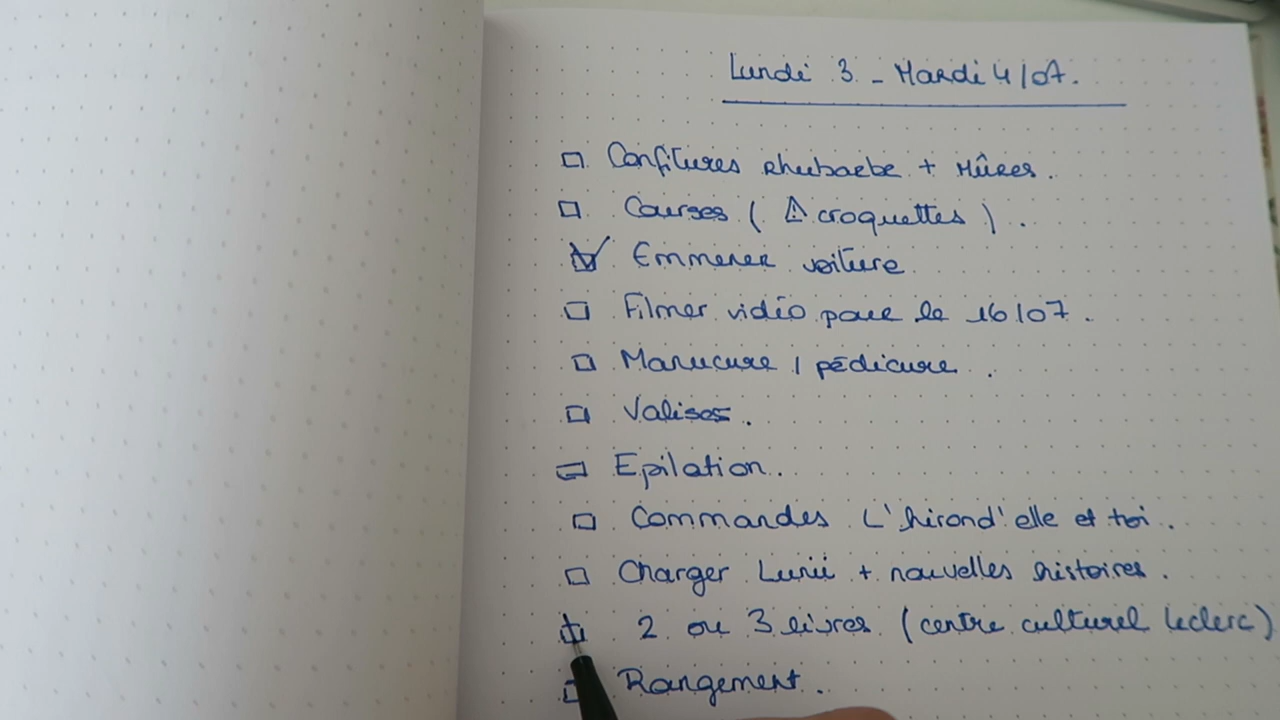 Lundi 3 - Mardi 4/07.
Confitures rhubarbe + Mûres.
Courses (⚠ croquettes).
Emmener voiture
Filmer vidéo pour le 16/07.
Manucure / pédicure.
Valises.
Epilation.
Commandes L'hirond'elle et toi.
Charger Lunii + nouvelles histoires.
2 ou 3 livres (centre culturel Leclerc)
Rangement.